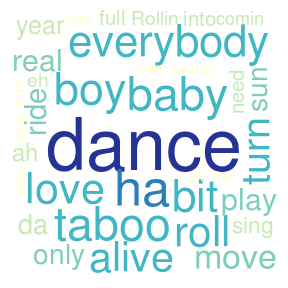 full Rollin intocomin
year
everybody
real
eh
boy baby
need
sun
ride
dance
turn
ah
love ha bit play
da taboo roll sing
only alive move